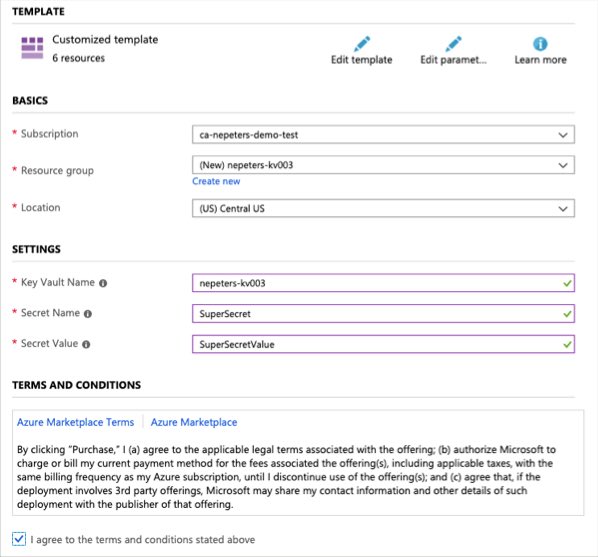 TEMPLATE
Customized template
6 resources
Edit template
Edit paramet...
Learn more
BASICS
* Subscription
ca-nepeters-demo-test
* Resource group
(New) nepeters-kv003
Create new
* Location
(US) Central US
SETTINGS
* Key Vault Name
nepeters-kv003
* Secret Name
SuperSecret
* Secret Value
SuperSecretValue
TERMS AND CONDITIONS
Azure Marketplace Terms
Azure Marketplace
By clicking "Purchase," I (a) agree to the applicable legal terms associated with the offering; (b) authorize Microsoft to
charge or bill my current payment method for the fees associated the offering(s), including applicable taxes, with the
same billing frequency as my Azure subscription, until I discontinue use of the offering(s); and (c) agree that, if the
deployment involves 3rd party offerings, Microsoft may share my contact information and other details of such
deployment with the publisher of that offering.
I agree to the terms and conditions stated above